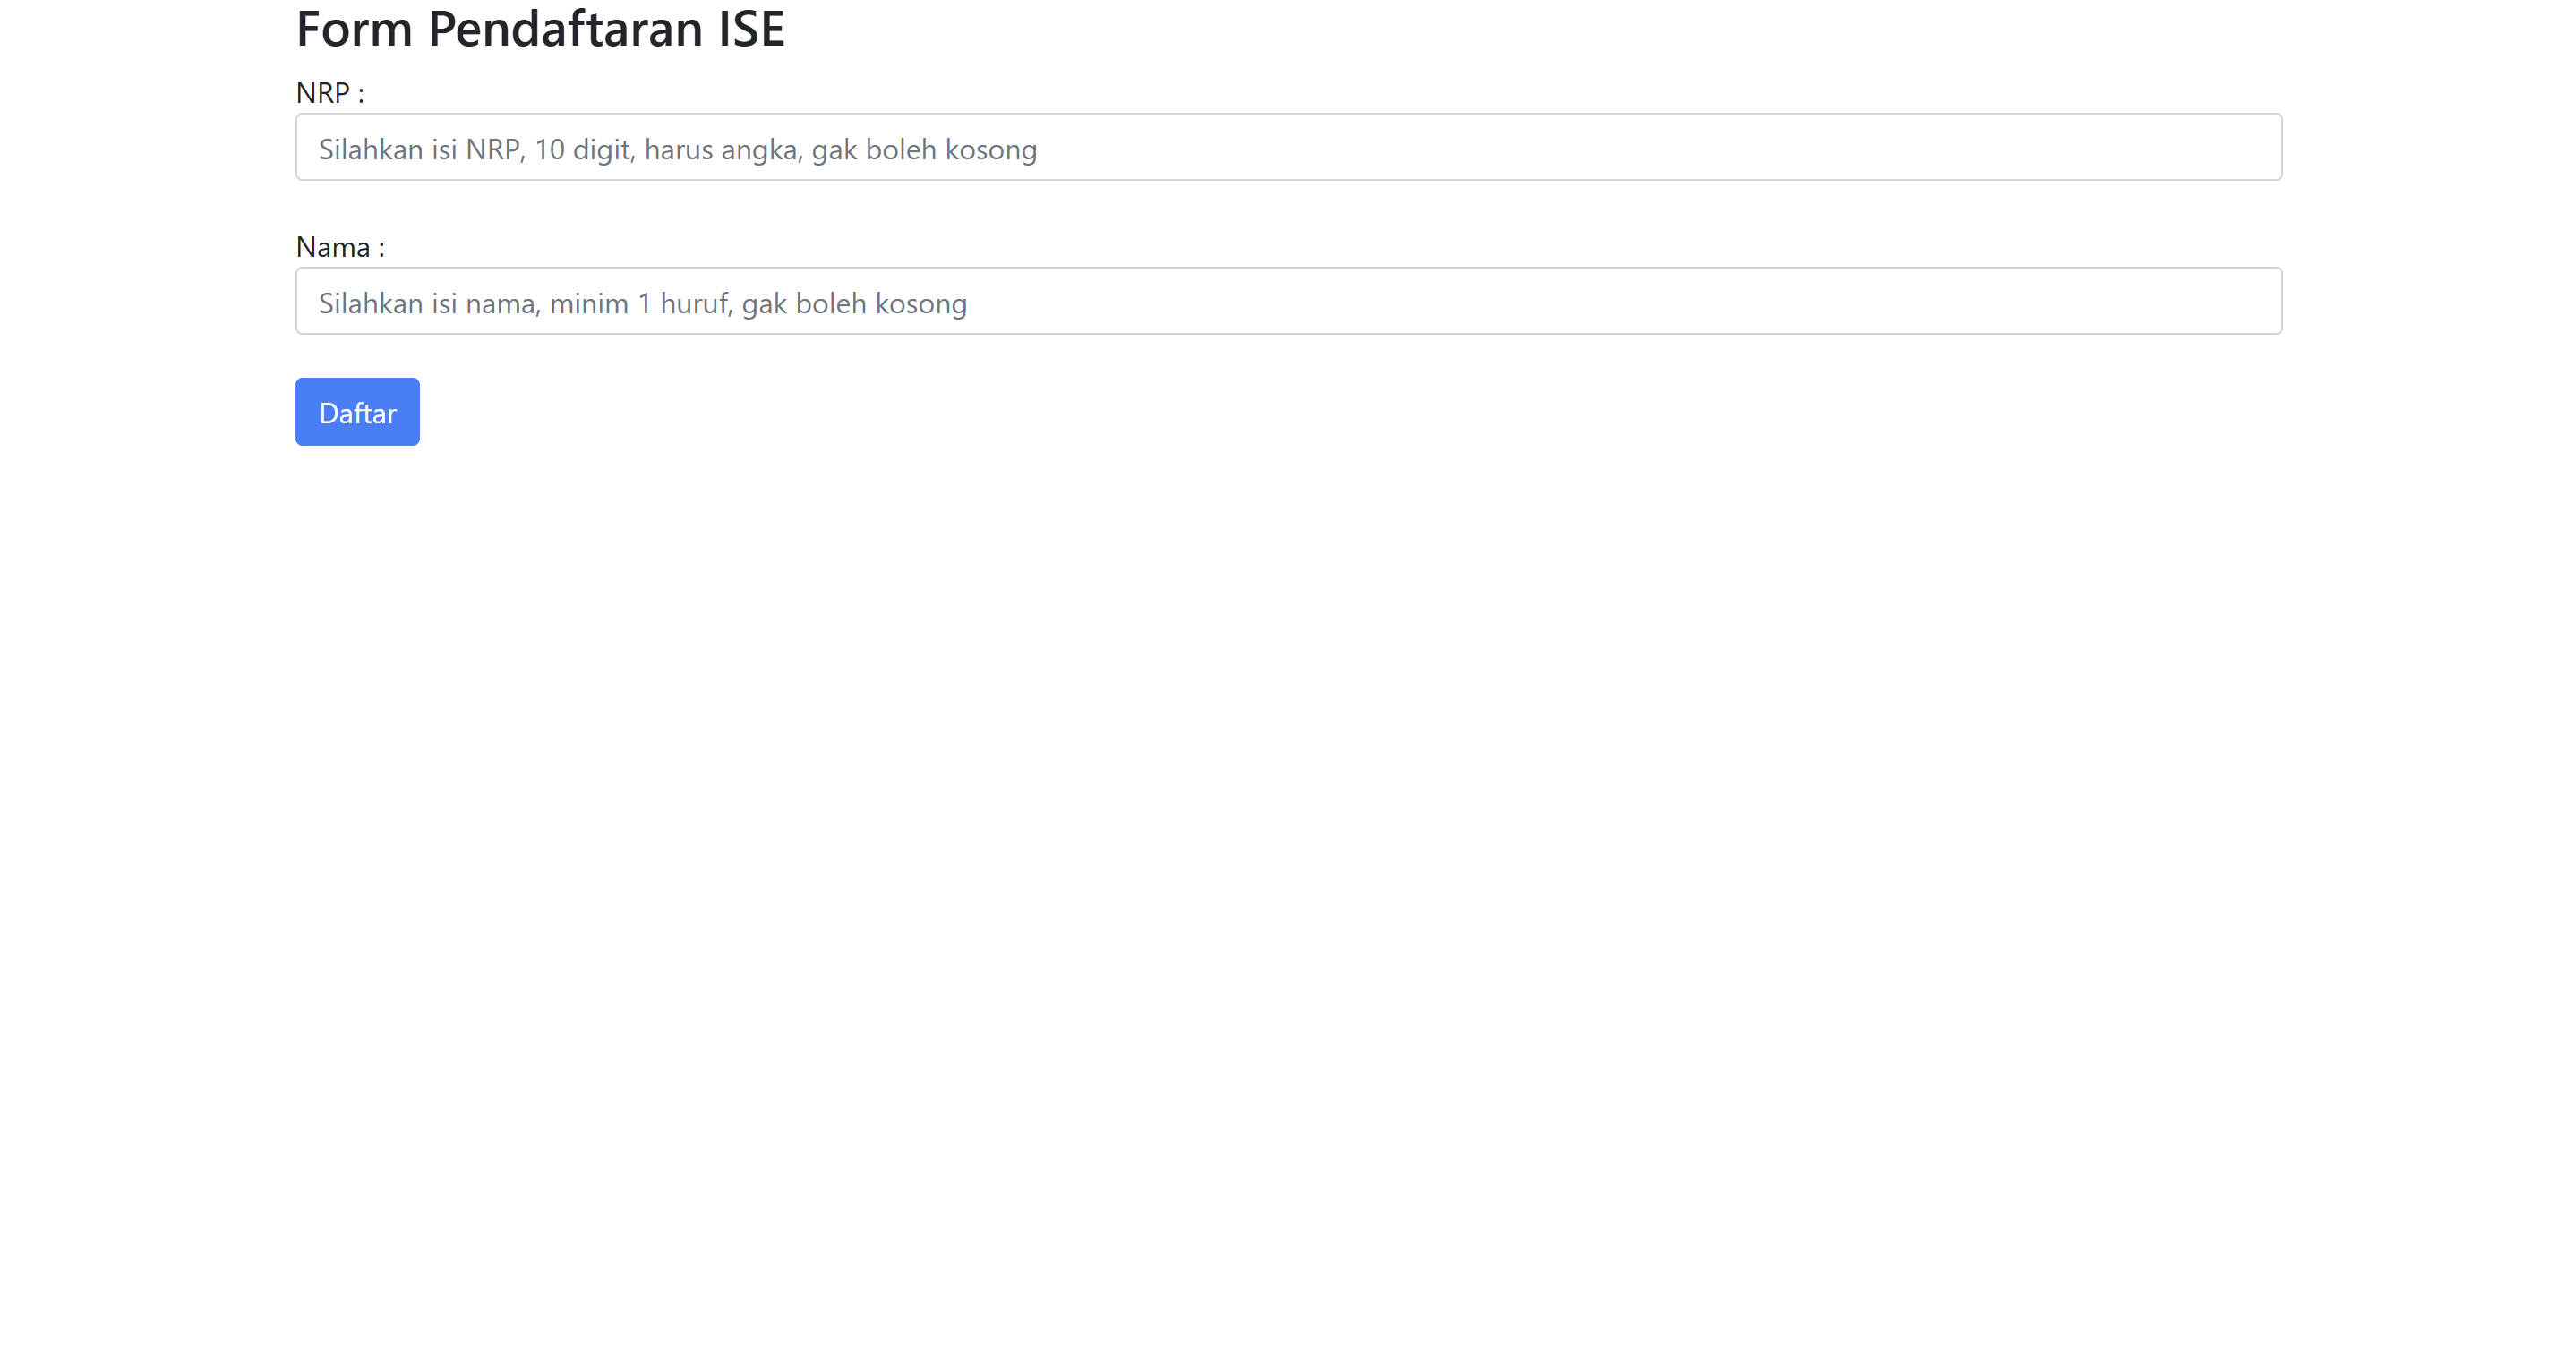 Form Pendaftaran ISE
NRP :
Silahkan isi NRP, 10 digit, harus angka, gak boleh kosong
Nama :
Silahkan isi nama, minim 1 huruf, gak boleh kosong
Daftar